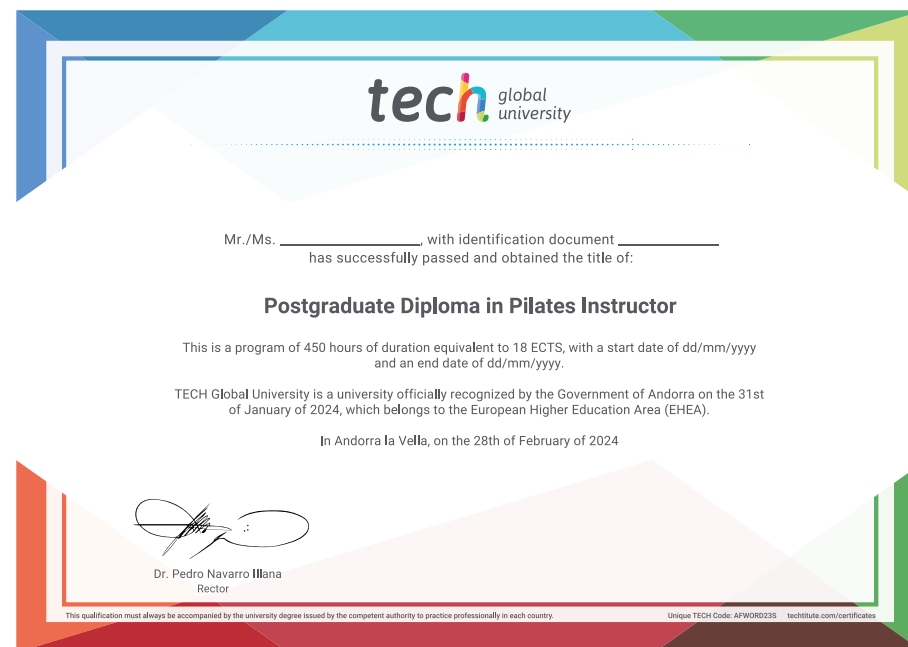 tech global university
Mr./Ms. ____________________, with identification document ______________
has successfully passed and obtained the title of:
Postgraduate Diploma in Pilates Instructor
This is a program of 450 hours of duration equivalent to 18 ECTS, with a start date of dd/mm/yyyy
and an end date of dd/mm/yyyy.
TECH Global University is a university officially recognized by the Government of Andorra on the 31st
of January of 2024, which belongs to the European Higher Education Area (EHEA).
In Andorra la Vella, on the 28th of February of 2024
Dr. Pedro Navarro Illana
Rector
This qualification must always be accompanied by the university degree issued by the competent authority to practice professionally in each country. Unique TECH Code: AFWORD23S techtitute.com/certificates